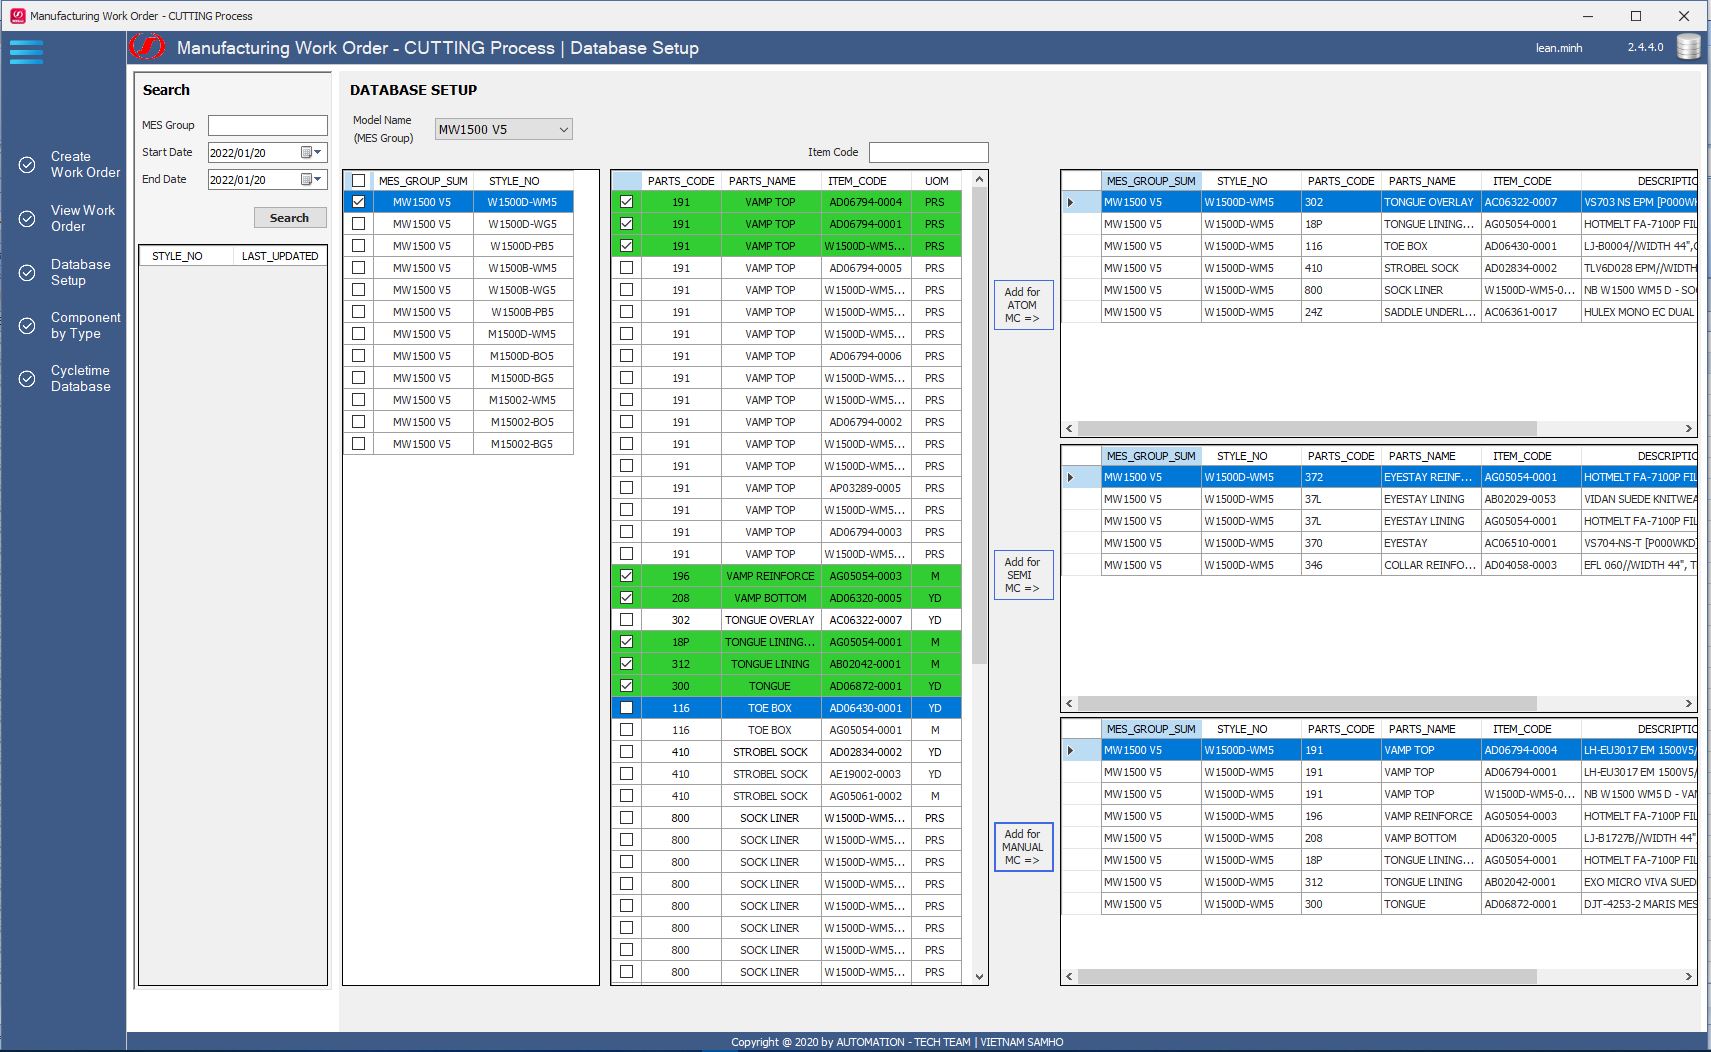 Manufacturing Work Order - CUTTING Process
Manufacturing Work Order - CUTTING Process | Database Setup
lean.minh
2.4.4.0
Create
Work Order
View Work
Order
Database
Setup
Component
by Type
Cycletime
Database
Search
MES Group
Start Date 2022/01/20
End Date 2022/01/20
Search
STYLE_NO LAST_UPDATED
DATABASE SETUP
Model Name
(MES Group)
MW1500 V5
Item Code
MES_GROUP_SUM STYLE_NO
MW1500 V5 W1500D-WM5
MW1500 V5 W1500D-WG5
MW1500 V5 W1500D-PB5
MW1500 V5 W1500B-WM5
MW1500 V5 W1500B-WG5
MW1500 V5 W1500B-PB5
MW1500 V5 M1500D-WM5
MW1500 V5 M1500D-BO5
MW1500 V5 M1500D-BG5
MW1500 V5 M15002-WM5
MW1500 V5 M15002-BO5
MW1500 V5 M15002-BG5
PARTS_CODE PARTS_NAME ITEM_CODE UOM
191 VAMP TOP AD06794-0004 PRS
191 VAMP TOP AD06794-0001 PRS
191 VAMP TOP W1500D-WM5... PRS
191 VAMP TOP AD06794-0005 PRS
191 VAMP TOP W1500D-WM5... PRS
191 VAMP TOP W1500D-WM5... PRS
191 VAMP TOP W1500D-WM5... PRS
191 VAMP TOP AD06794-0006 PRS
191 VAMP TOP W1500D-WM5... PRS
191 VAMP TOP W1500D-WM5... PRS
191 VAMP TOP AD06794-0002 PRS
191 VAMP TOP W1500D-WM5... PRS
191 VAMP TOP W1500D-WM5... PRS
191 VAMP TOP AP03289-0005 PRS
191 VAMP TOP W1500D-WM5... PRS
191 VAMP TOP AD06794-0003 PRS
191 VAMP TOP W1500D-WM5... PRS
196 VAMP REINFORCE AG05054-0003 M
208 VAMP BOTTOM AD06320-0005 YD
302 TONGUE OVERLAY AC06322-0007 YD
18P TONGUE LINING... AG05054-0001 M
312 TONGUE LINING AB02042-0001 M
300 TONGUE AD06872-0001 YD
116 TOE BOX AD06430-0001 YD
116 TOE BOX AG05054-0001 M
410 STROBEL SOCK AD02834-0002 YD
410 STROBEL SOCK AE19002-0003 YD
410 STROBEL SOCK AG05061-0002 M
800 SOCK LINER W1500D-WM5... PRS
800 SOCK LINER W1500D-WM5... PRS
800 SOCK LINER W1500D-WM5... PRS
800 SOCK LINER W1500D-WM5... PRS
800 SOCK LINER W1500D-WM5... PRS
800 SOCK LINER W1500D-WM5... PRS
800 SOCK LINER W1500D-WM5... PRS
800 SOCK LINER W1500D-WM5... PRS
Add for
ATOM
MC =>
Add for
SEMI
MC =>
Add for
MANUAL
MC =>
MES_GROUP_SUM STYLE_NO PARTS_CODE PARTS_NAME ITEM_CODE DESCRIPTIO
MW1500 V5 W1500D-WM5 302 TONGUE OVERLAY AC06322-0007 VS703 NS EPM [P000WK
MW1500 V5 W1500D-WM5 18P TONGUE LINING... AG05054-0001 HOTMELT FA-7100P FIL
MW1500 V5 W1500D-WM5 116 TOE BOX AD06430-0001 LJ-B0004//WIDTH 44",
MW1500 V5 W1500D-WM5 410 STROBEL SOCK AD02834-0002 TLV6D028 EPM//WIDTH
MW1500 V5 W1500D-WM5 800 SOCK LINER W1500D-WM5-0... NB W1500 WM5 D - SO
MW1500 V5 W1500D-WM5 24Z SADDLE UNDERL... AC06361-0017 HULEX MONO EC DUAL
MES_GROUP_SUM STYLE_NO PARTS_CODE PARTS_NAME ITEM_CODE DESCRIPTIO
MW1500 V5 W1500D-WM5 372 EYESTAY REINF... AG05054-0001 HOTMELT FA-7100P FIL
MW1500 V5 W1500D-WM5 37L EYESTAY LINING AB02029-0053 VIDAN SUEDE KNITWEA
MW1500 V5 W1500D-WM5 37L EYESTAY LINING AG05054-0001 HOTMELT FA-7100P FIL
MW1500 V5 W1500D-WM5 370 EYESTAY AC06510-0001 VS704-NS-T [P000WKD]
MW1500 V5 W1500D-WM5 346 COLLAR REINFO... AD04058-0003 EFL 060//WIDTH 44", T
MES_GROUP_SUM STYLE_NO PARTS_CODE PARTS_NAME ITEM_CODE DESCRIPTIO
MW1500 V5 W1500D-WM5 191 VAMP TOP AD06794-0004 LH-EU3017 EM 1500V5/
MW1500 V5 W1500D-WM5 191 VAMP TOP AD06794-0001 LH-EU3017 EM 1500V5/
MW1500 V5 W1500D-WM5 191 VAMP TOP W1500D-WM5-0... NB W1500 WM5 D - VAM
MW1500 V5 W1500D-WM5 196 VAMP REINFORCE AG05054-0003 HOTMELT FA-7100P FIL
MW1500 V5 W1500D-WM5 208 VAMP BOTTOM AD06320-0005 LJ-B1727B//WIDTH 44"
MW1500 V5 W1500D-WM5 18P TONGUE LINING... AG05054-0001 HOTMELT FA-7100P FIL
MW1500 V5 W1500D-WM5 312 TONGUE LINING AB02042-0001 EXO MICRO VIVA SUED
MW1500 V5 W1500D-WM5 300 TONGUE AD06872-0001 DJT-4253-2 MARIS MES
Copyright @ 2020 by AUTOMATION - TECH TEAM | VIETNAM SAMHO